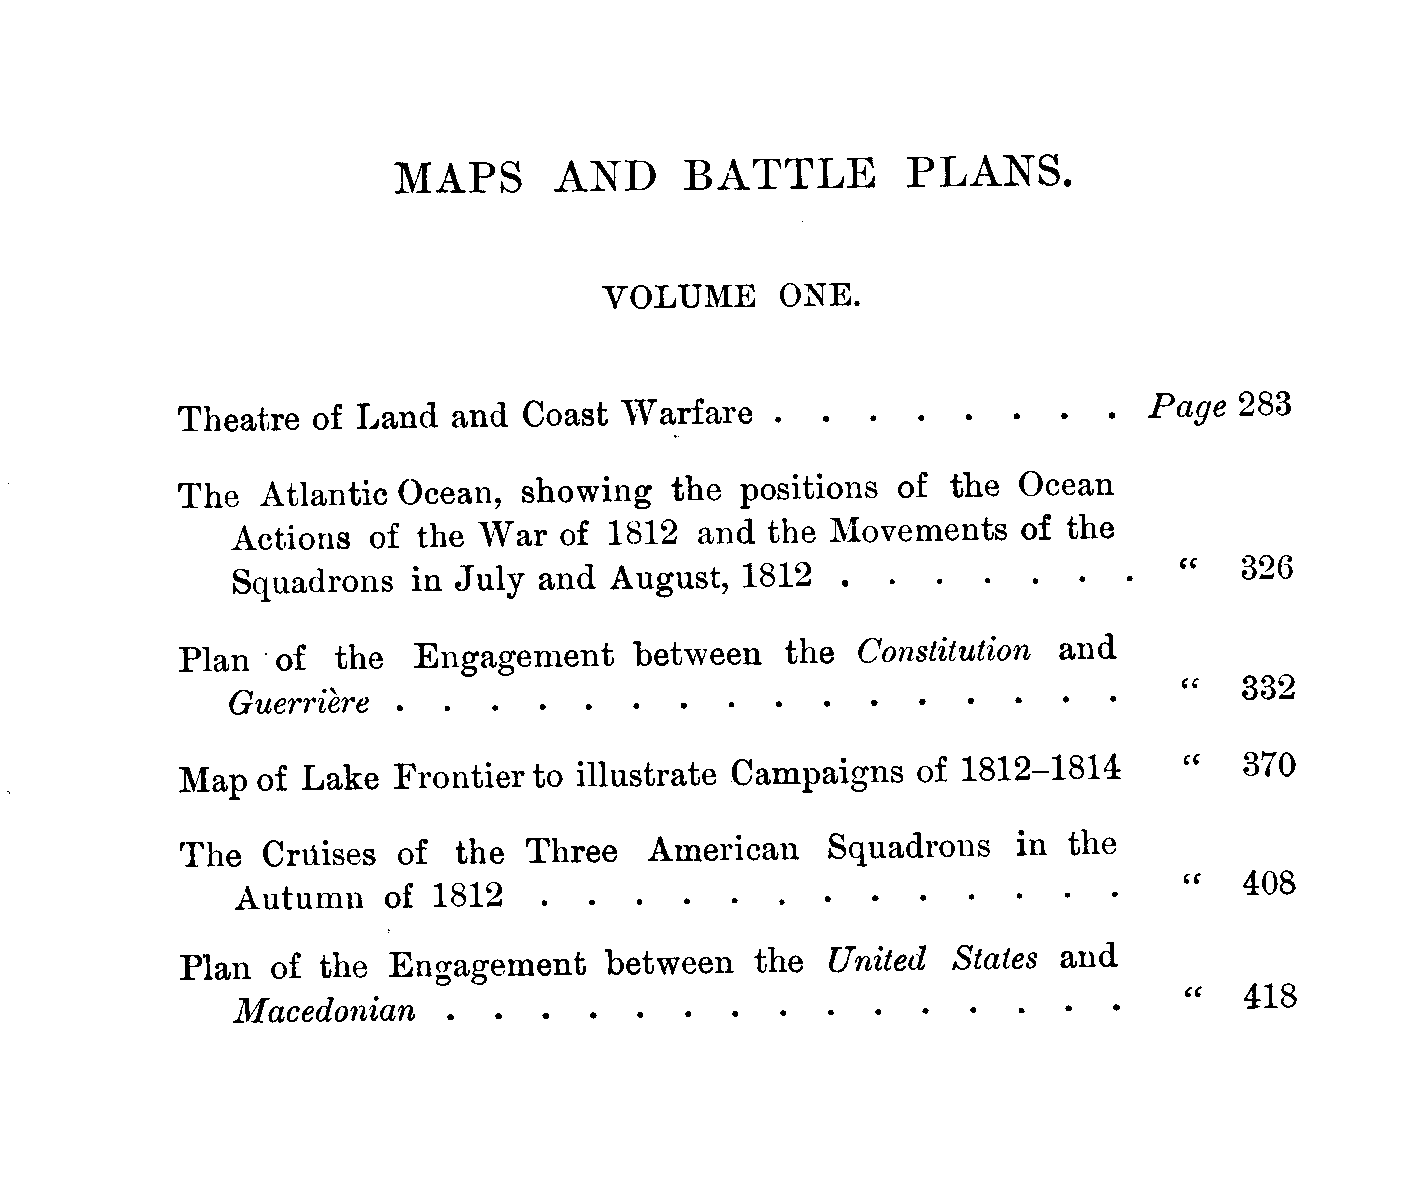 MAPS AND BATTLE PLANS.
VOLUME ONE.
Theatre of Land and Coast Warfare . . . . . . . . Page 283
The Atlantic Ocean, showing the positions of the Ocean
Actions of the War of 1812 and the Movements of the
Squadrons in July and August, 1812 . . . . . . . “ 326
Plan of the Engagement between the Constitution and
Guerrière . . . . . . . . . . . . . . . . “ 332
Map of Lake Frontier to illustrate Campaigns of 1812–1814 “ 370
The Cruises of the Three American Squadrons in the
Autumn of 1812 . . . . . . . . . . . . . “ 408
Plan of the Engagement between the United States and
Macedonian . . . . . . . . . . . . . . . “ 418